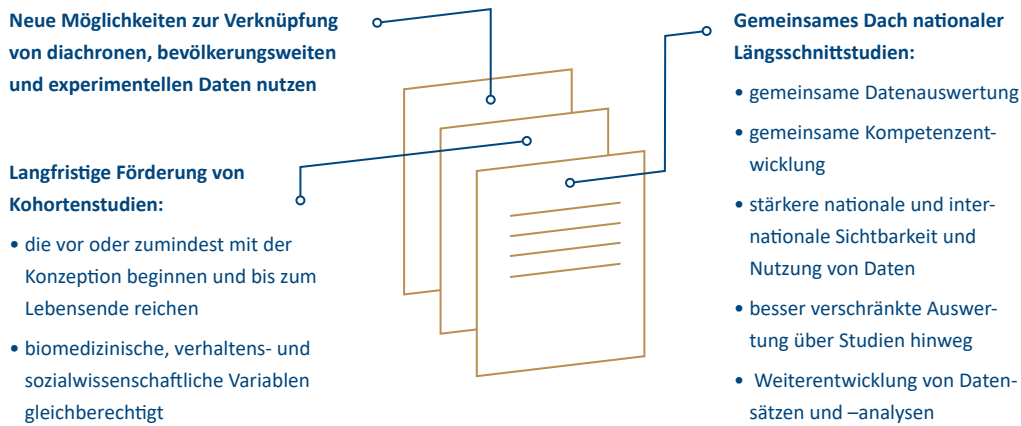 Neue Möglichkeiten zur Verknüpfung
von diachronen, bevölkerungsweiten
und experimentellen Daten nutzen
Langfristige Förderung von
Kohortenstudien:
• die vor oder zumindest mit der
Konzeption beginnen und bis zum
Lebensende reichen
• biomedizinische, verhaltens- und
sozialwissenschaftliche Variablen
gleichberechtigt
Gemeinsames Dach nationaler
Längsschnittstudien:
• gemeinsame Datenauswertung
• gemeinsame Kompetenzent-
wicklung
• stärkere nationale und inter-
nationale Sichtbarkeit und
Nutzung von Daten
• besser verschränkte Auswer-
tung über Studien hinweg
• Weiterentwicklung von Daten-
sätzen und –analysen